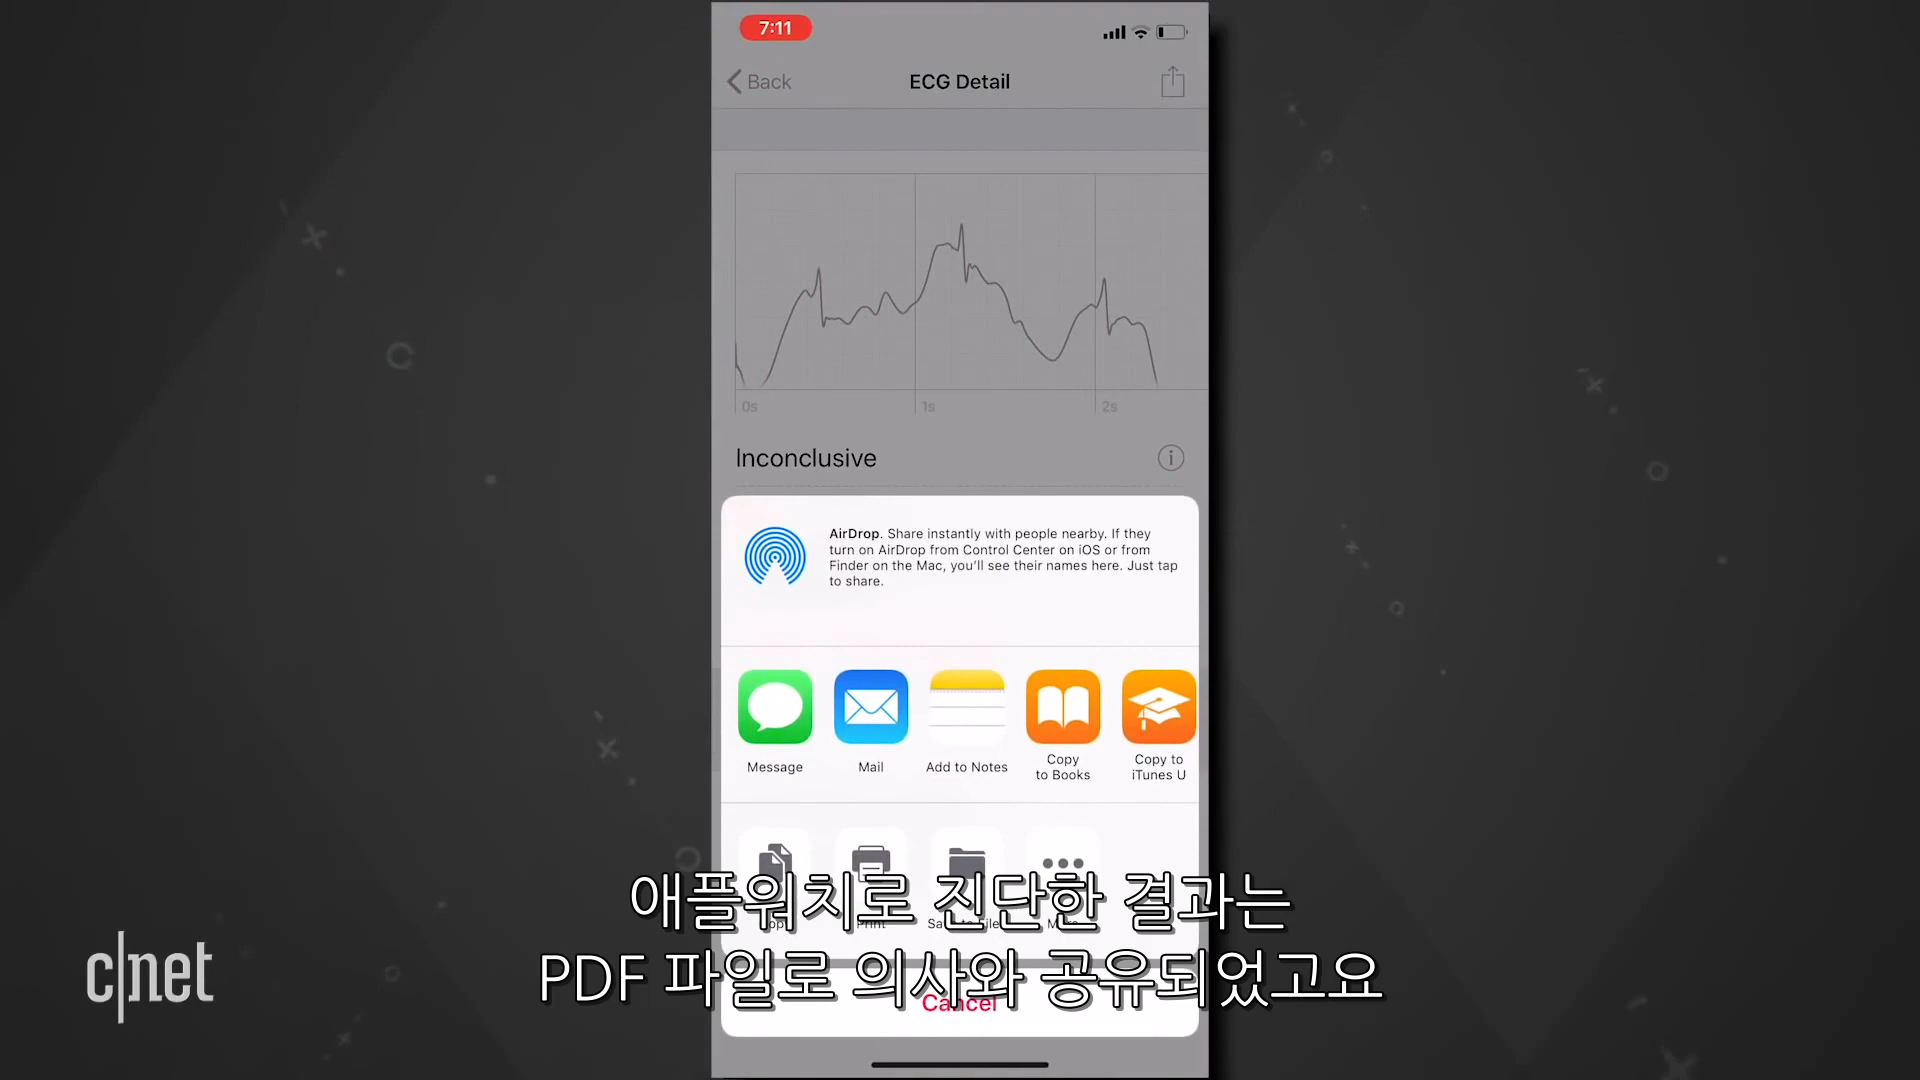 7:11
Back
ECG Detail
0s
1s
2s
Inconclusive
AirDrop. Share instantly with people nearby. If they
turn on AirDrop from Control Center on iOS or from
Finder on the Mac, you'll see their names here. Just tap
to share.
Message
Mail
Add to Notes
Copy
to Books
Copy to
iTunes U
Print
애플워치로 진단한 결과는
PDF 파일로 의사와 공유되었고요
Cancel
c|net